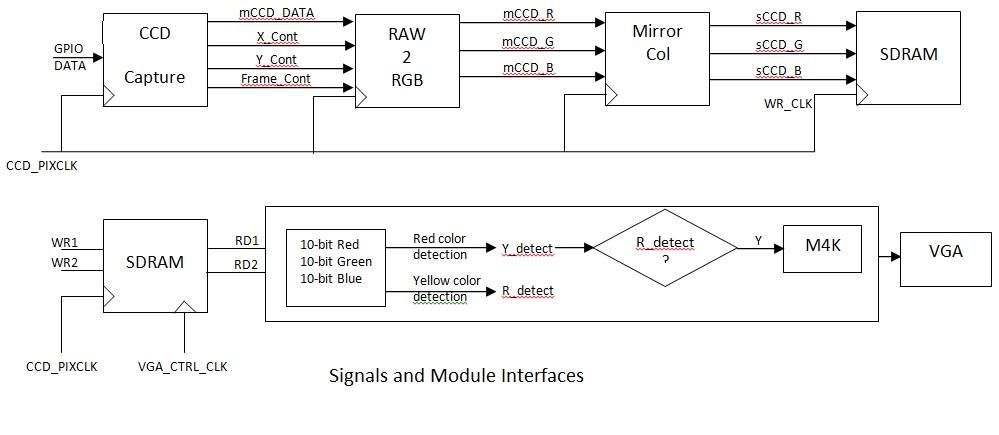 mCCD_DATA
X_Cont
Y_Cont
Frame_Cont
GPIO
DATA
CCD
Capture
RAW
2
RGB
mCCD_R
mCCD_G
mCCD_B
Mirror
Col
sCCD_R
sCCD_G
sCCD_B
WR_CLK
SDRAM
CCD_PIXCLK
WR1
WR2
SDRAM
RD1
RD2
10-bit Red
10-bit Green
10-bit Blue
Red color
detection
Y_detect
Yellow color
detection
R_detect
R_detect
?
Y
M4K
VGA
CCD_PIXCLK
VGA_CTRL_CLK
Signals and Module Interfaces